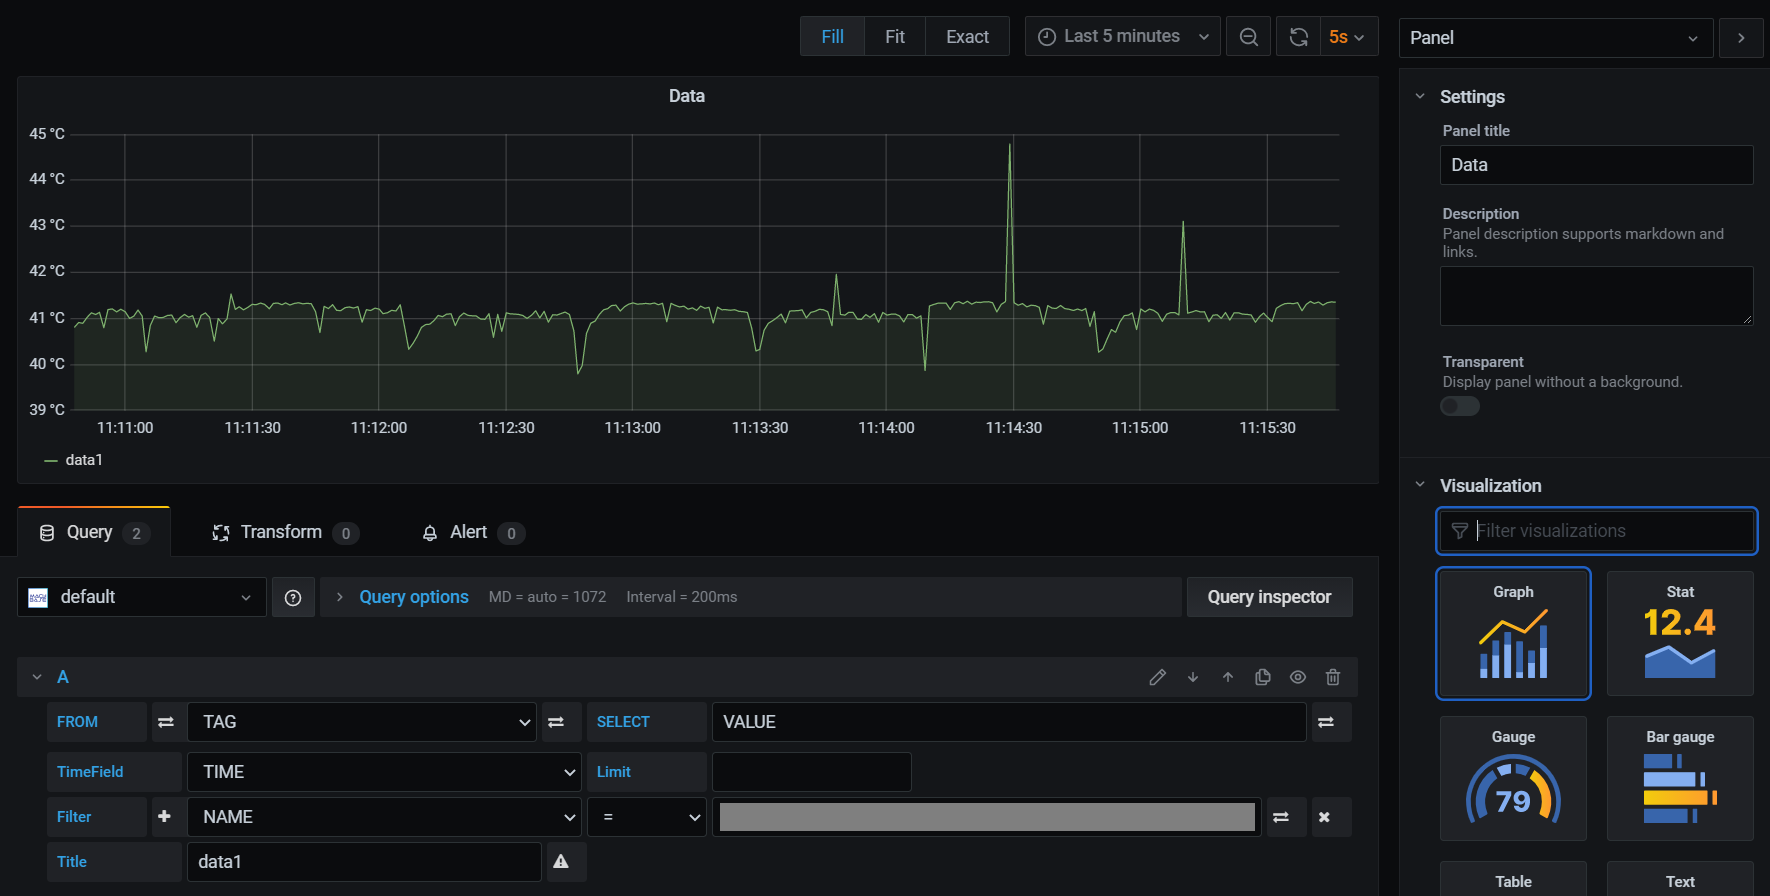 Fill Fit Exact Last 5 minutes 5s Panel
Data
45 °C
44 °C
43 °C
42 °C
41 °C
40 °C
39 °C
11:11:00 11:11:30 11:12:00 11:12:30 11:13:00 11:13:30 11:14:00 11:14:30 11:15:00 11:15:30
data1
Query 2 Transform 0 Alert 0
default Query options MD = auto = 1072 Interval = 200ms Query inspector
A
FROM TAG SELECT VALUE
TimeField TIME Limit
Filter NAME =
Title data1
Settings
Panel title
Data
Description
Panel description supports markdown and
links.
Transparent
Display panel without a background.
Visualization
Filter visualizations
Graph Stat
12.4
Gauge Bar gauge
79
Table Text